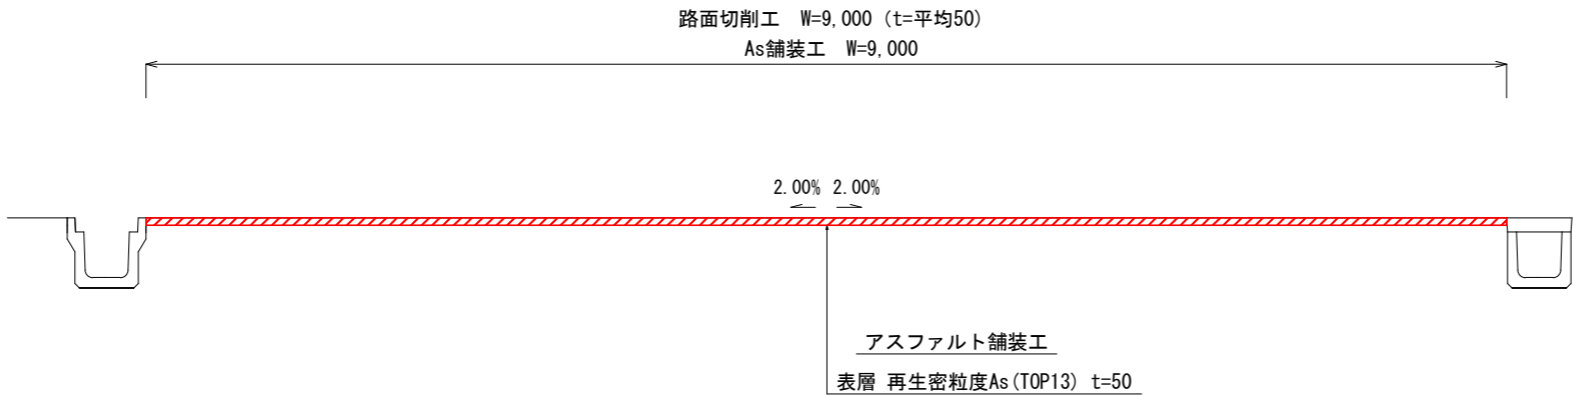 路面切削工　W=9,000 (t=平均50)
As舗装工　W=9,000
2.00% 2.00%
アスファルト舗装工
表層 再生密粒度As(TOP13) t=50